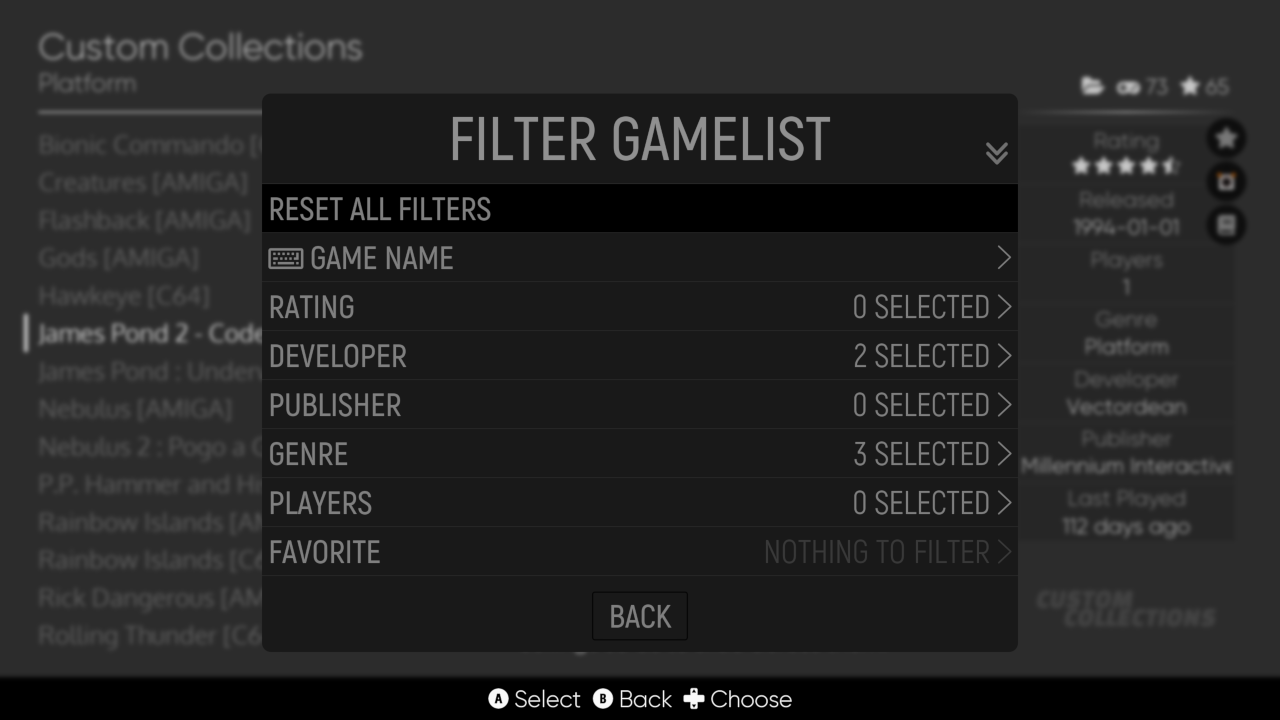 Custom Collections
Platform
73 65
FILTER GAMELIST
RESET ALL FILTERS
GAME NAME
RATING 0 SELECTED
DEVELOPER 2 SELECTED
PUBLISHER 0 SELECTED
GENRE 3 SELECTED
PLAYERS 0 SELECTED
FAVORITE NOTHING TO FILTER
BACK
Bionic Commando [
Creatures [AMIGA]
Flashback [AMIGA]
Gods [AMIGA]
Hawkeye [C64]
James Pond 2 - Code
James Pond : Underw
Nebulus [AMIGA]
Nebulus 2 : Pogo a
P.P. Hammer and Hi
Rainbow Islands [AM
Rainbow Islands [C6
Rick Dangerous [AM
Rolling Thunder [C6
Rating
Released
1994-01-01
Players
1
Genre
Platform
Developer
Vectordean
Publisher
Millennium Interactive
Last Played
112 days ago
CUSTOM
COLLECTIONS
A Select B Back Choose